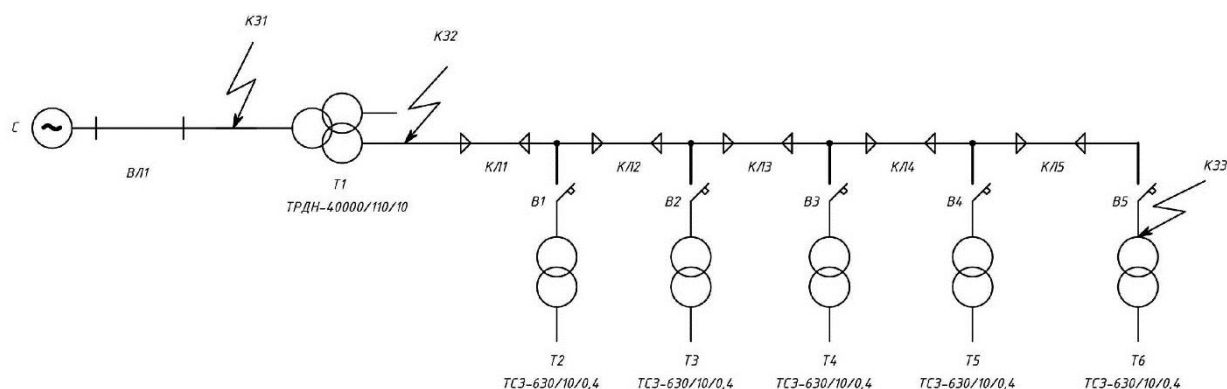 КЗ1
КЗ2
С
ВЛ1
Т1
ТРДН-40000/110/10
КЛ1
КЛ2
КЛ3
КЛ4
КЛ5
КЗ3
В1
В2
В3
В4
В5
Т2
Т3
Т4
Т5
Т6
ТСЗ-630/10/0,4
ТСЗ-630/10/0,4
ТСЗ-630/10/0,4
ТСЗ-630/10/0,4
ТСЗ-630/10/0,4